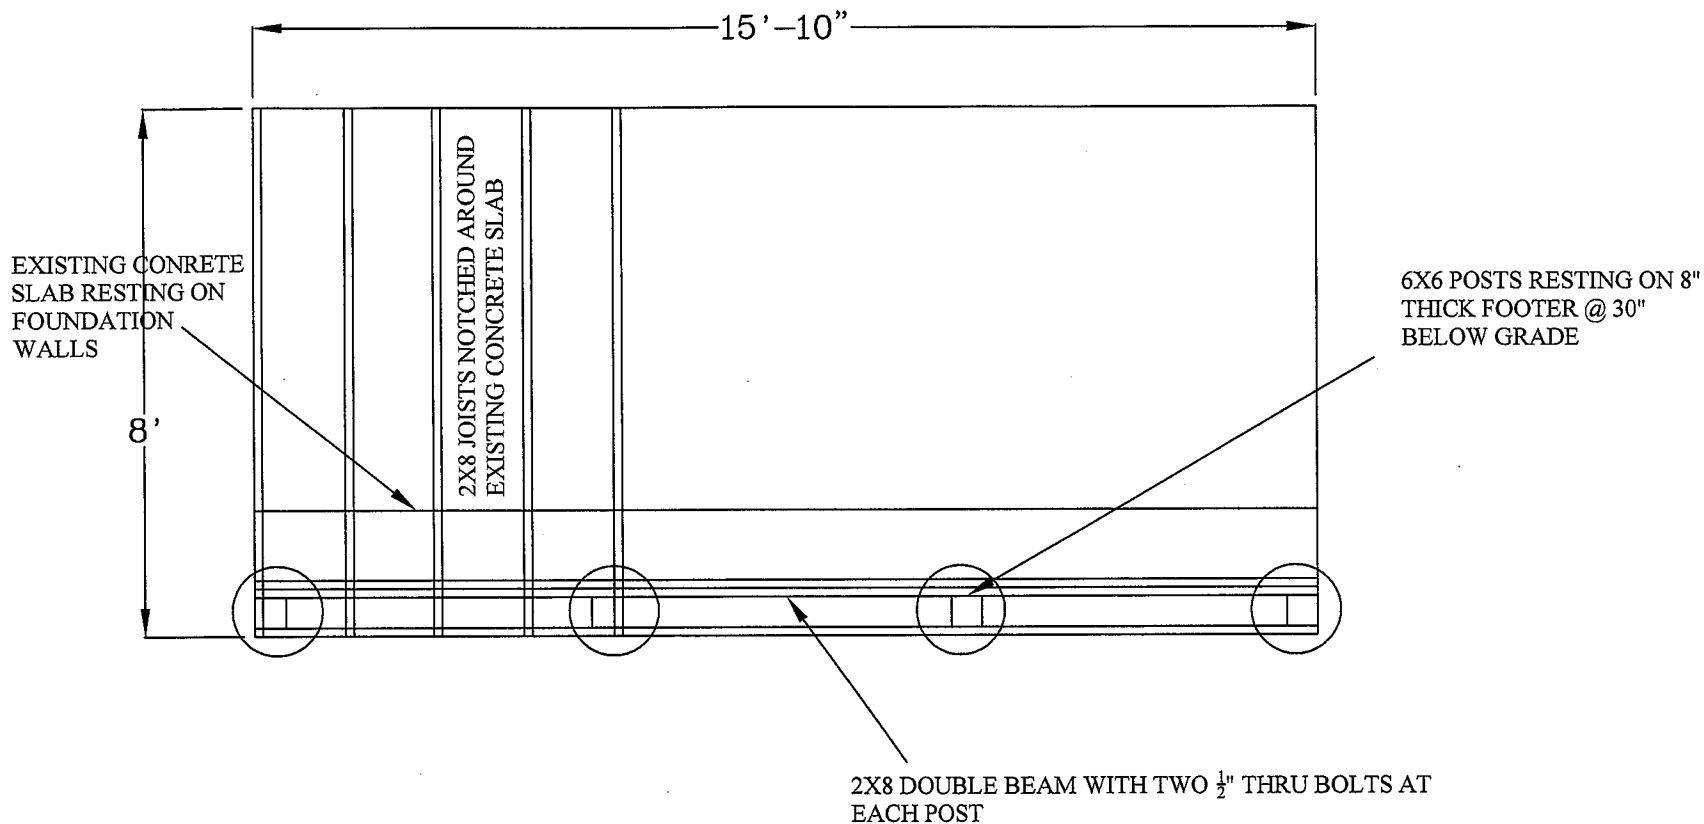 15'-10"
8'
EXISTING CONRETE
SLAB RESTING ON
FOUNDATION
WALLS
2X8 JOISTS NOTCHED AROUND
EXISTING CONCRETE SLAB
6X6 POSTS RESTING ON 8"
THICK FOOTER @ 30"
BELOW GRADE
2X8 DOUBLE BEAM WITH TWO ½" THRU BOLTS AT
EACH POST